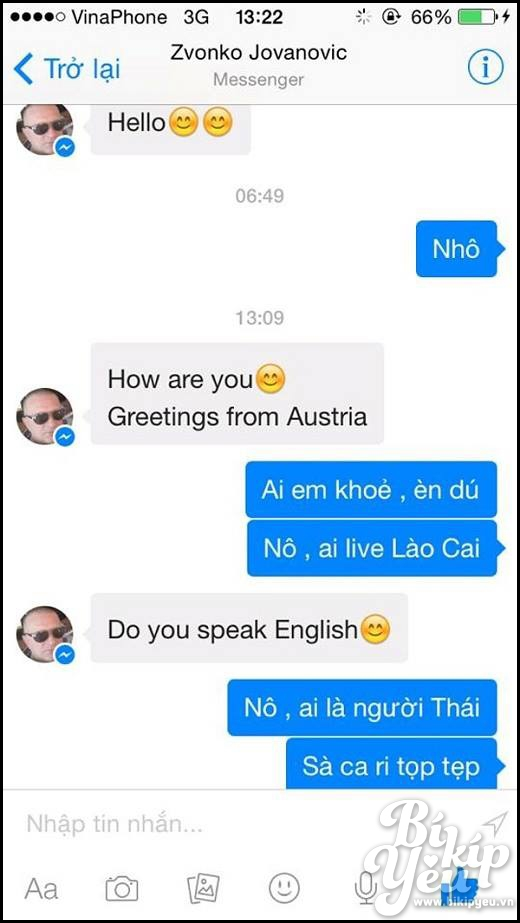 VinaPhone 3G 13:22 66%
Trở lại
Zvonko Jovanovic
Messenger
Hello😊😊
06:49
Nhô
13:09
How are you😊
Greetings from Austria
Ai em khoẻ , èn dú
Nô , ai live Lào Cai
Do you speak English😊
Nô , ai là người Thái
Sà ca ri tọp tẹp
Nhập tin nhắn...
Aa
Bí kíp Yêu
www.bikipyeu.vn